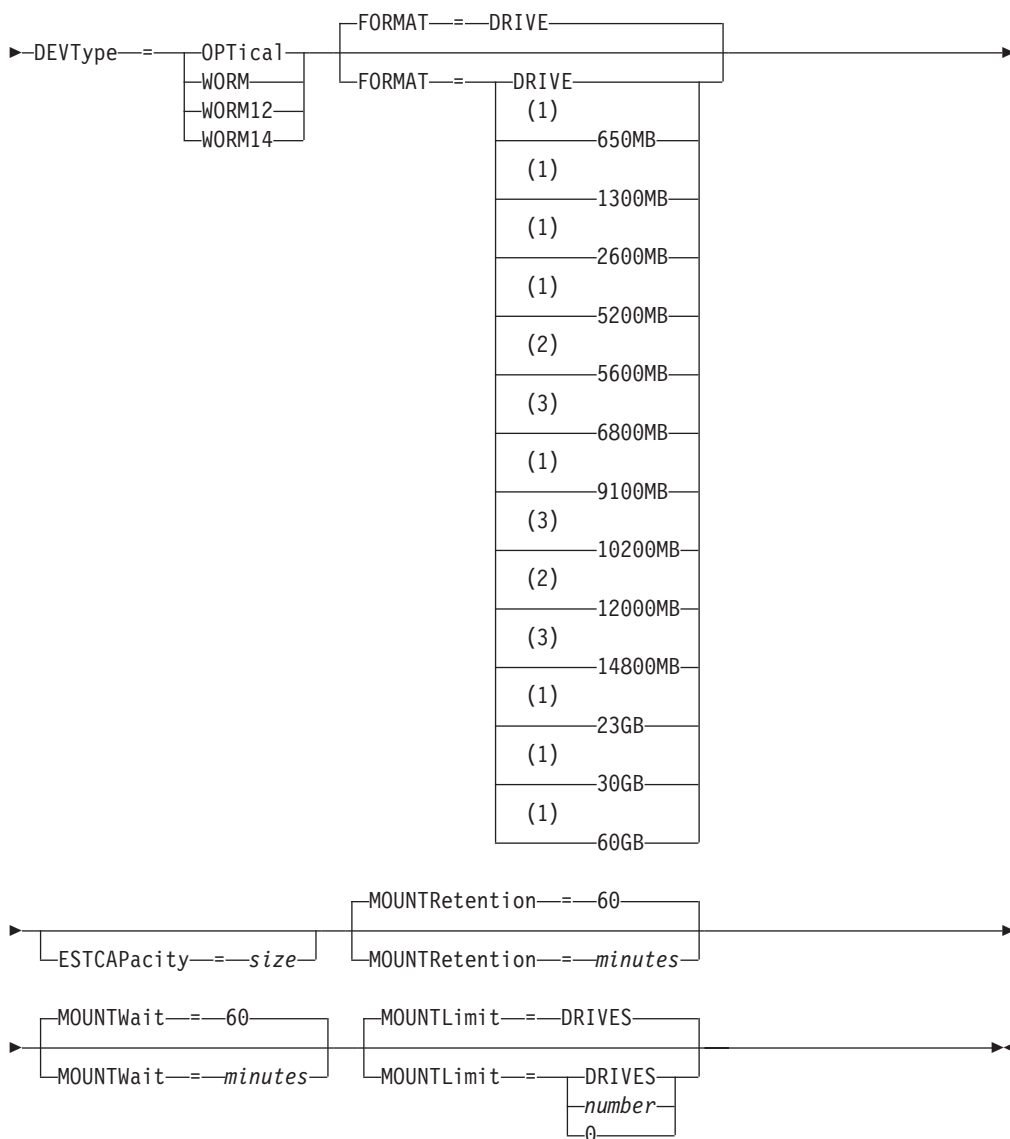 FORMAT = DRIVE
DEVType = OPTical FORMAT = DRIVE
WORM
WORM12
WORM14
(1)
650MB
(1)
1300MB
(1)
2600MB
(1)
5200MB
(2)
5600MB
(3)
6800MB
(1)
9100MB
(3)
10200MB
(2)
12000MB
(3)
14800MB
(1)
23GB
(1)
30GB
(1)
60GB
MOUNTRetention = 60
ESTCAPacity = size MOUNTRetention = minutes
MOUNTWait = 60 MOUNTLimit = DRIVES
MOUNTWait = minutes MOUNTLimit = DRIVES
number
0